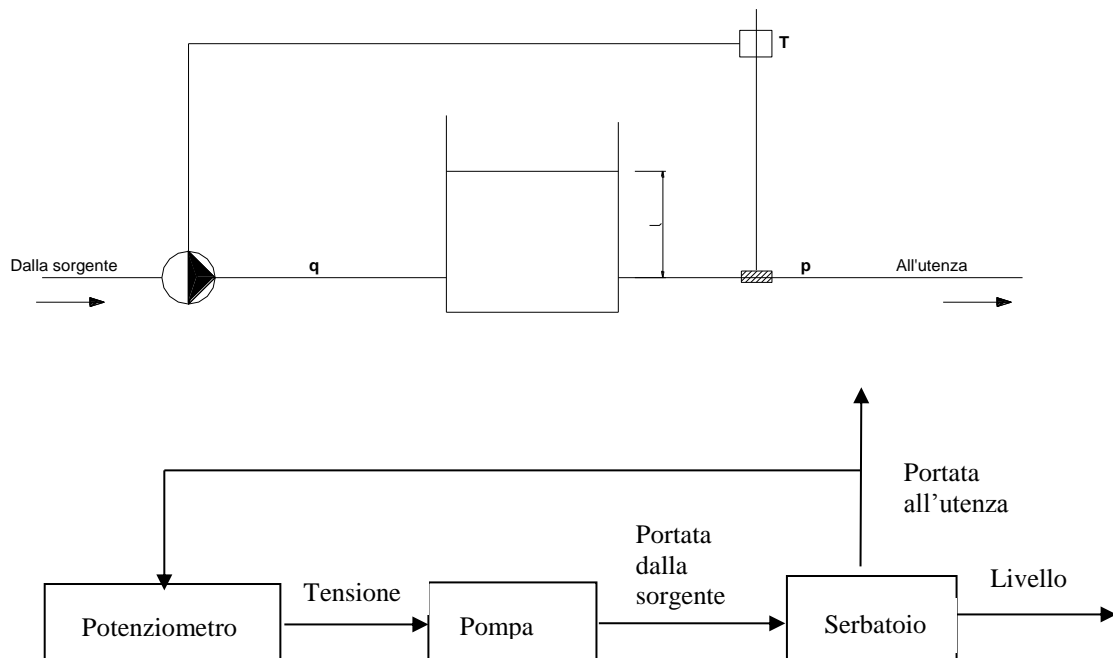 T
l
Dalla sorgente
q
p
All'utenza
Portata
all’utenza
Portata
dalla
sorgente
Tensione
Livello
Potenziometro
Pompa
Serbatoio